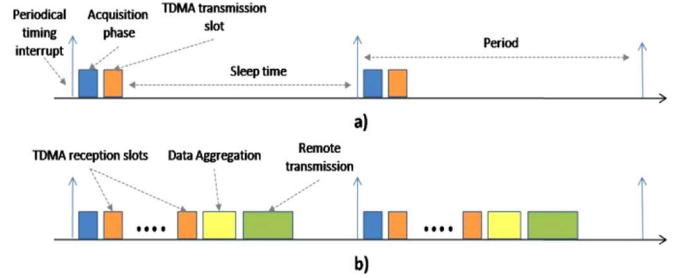 Periodical
timing
interrupt
Acquisition
phase
TDMA transmission
slot
Sleep time
Period
a)
TDMA reception slots
Data Aggregation
Remote
transmission
b)